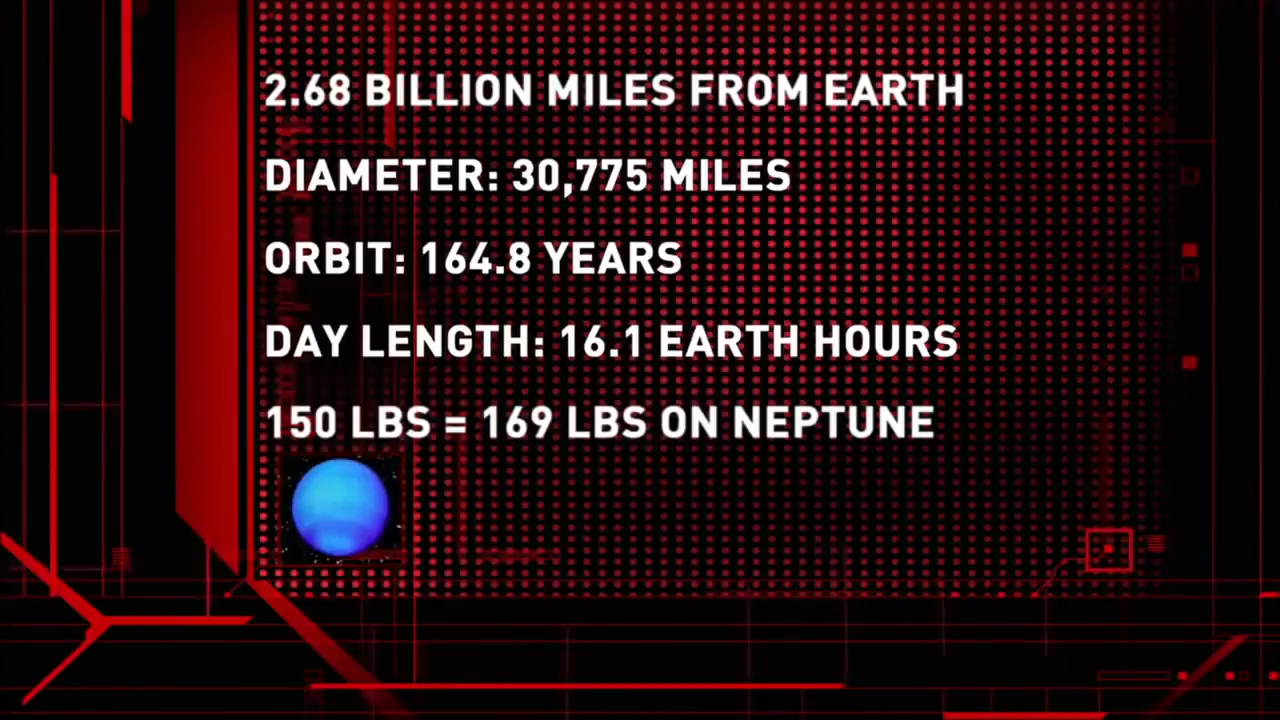 2.68 BILLION MILES FROM EARTH
DIAMETER: 30,775 MILES
ORBIT: 164.8 YEARS
DAY LENGTH: 16.1 EARTH HOURS
150 LBS = 169 LBS ON NEPTUNE